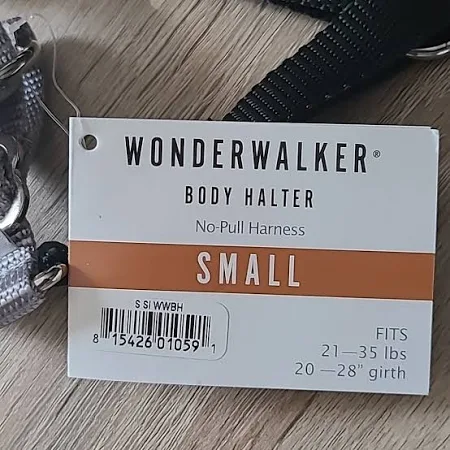 WONDERWALKER®
BODY HALTER
No-Pull Harness
SMALL
S SI WWBH
8 15426 01059 1
FITS
21—35 lbs
20—28" girth